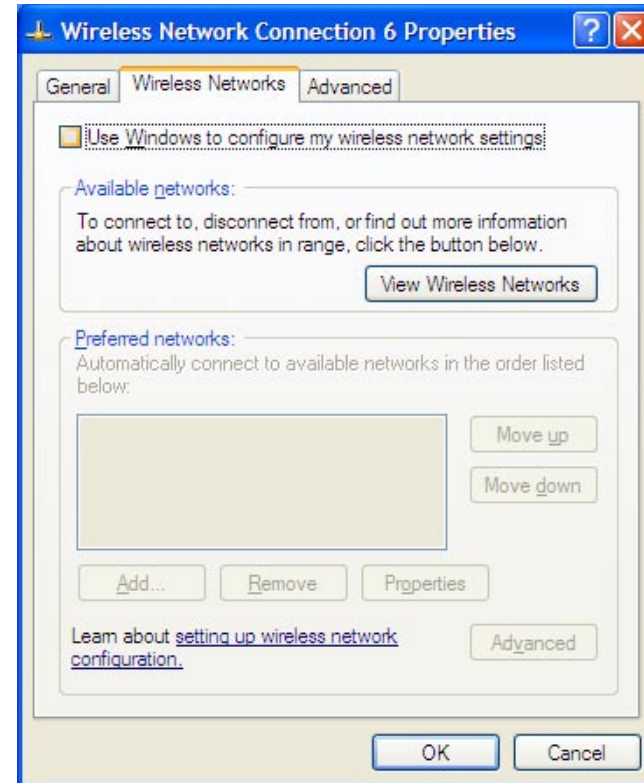 Wireless Network Connection 6 Properties
General Wireless Networks Advanced
Use Windows to configure my wireless network settings
Available networks:
To connect to, disconnect from, or find out more information
about wireless networks in range, click the button below.
View Wireless Networks
Preferred networks:
Automatically connect to available networks in the order listed
below:
Move up
Move down
Add... Remove Properties
Learn about setting up wireless network
configuration.
Advanced
OK Cancel